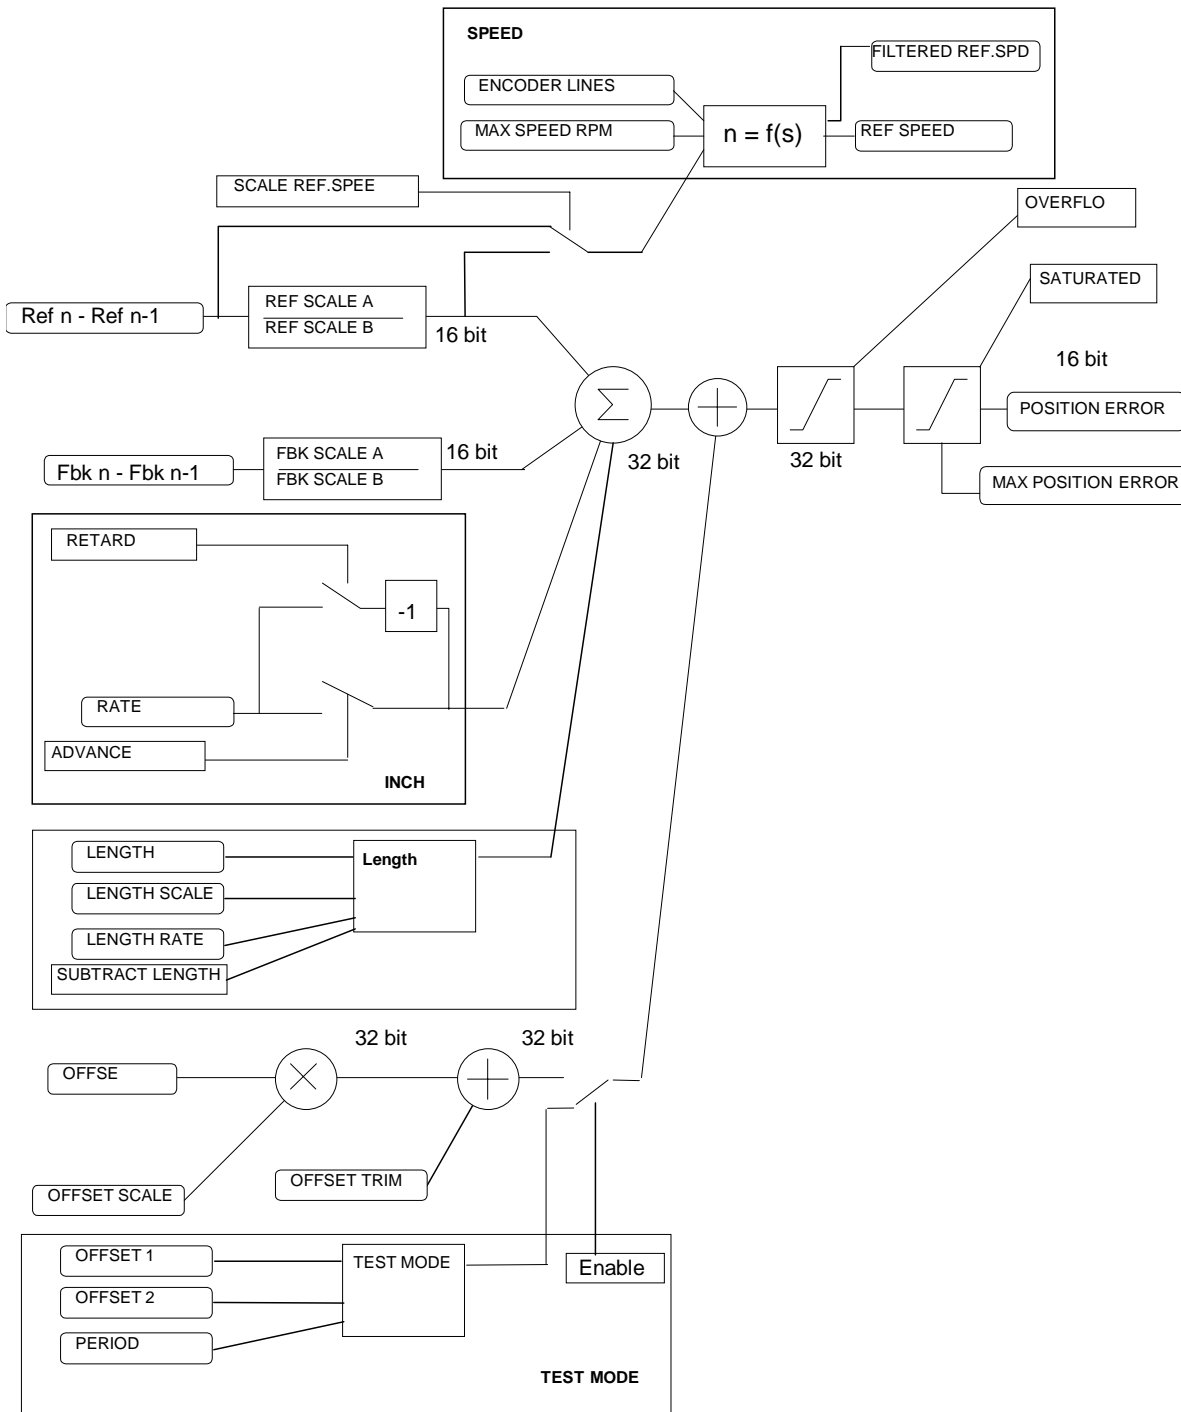 SPEED
FILTERED REF.SPD
ENCODER LINES
MAX SPEED RPM
n = f(s)
REF SPEED
SCALE REF.SPEE
OVERFLO
SATURATED
Ref n - Ref n-1
REF SCALE A
REF SCALE B
16 bit
16 bit
Σ
POSITION ERROR
Fbk n - Fbk n-1
FBK SCALE A
FBK SCALE B
16 bit
32 bit
32 bit
MAX POSITION ERROR
RETARD
-1
RATE
ADVANCE
INCH
LENGTH
Length
LENGTH SCALE
LENGTH RATE
SUBTRACT LENGTH
32 bit
32 bit
OFFSE
OFFSET SCALE
OFFSET TRIM
OFFSET 1
TEST MODE
Enable
OFFSET 2
PERIOD
TEST MODE